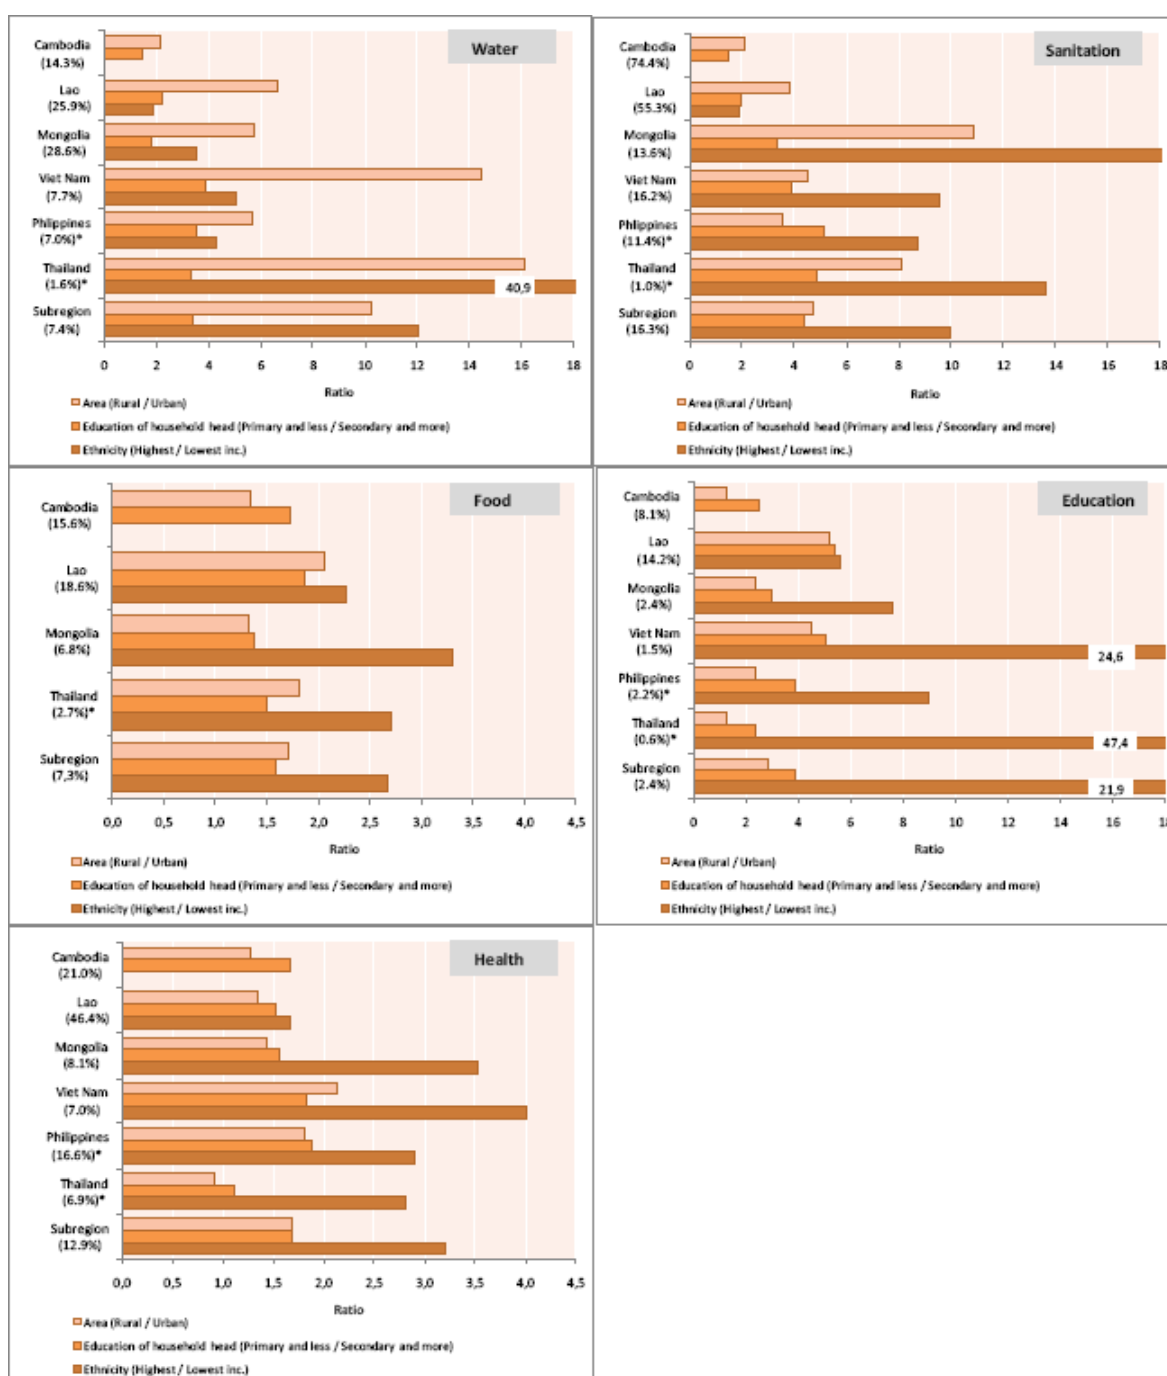 Water
Cambodia
(14.3%)
Lao
(25.9%)
Mongolia
(28.6%)
Viet Nam
(7.7%)
Phlippines
(7.0%)*
Thailand
(1.6%)*
40,9
Subregion
(7.4%)
0 2 4 6 8 10 12 14 16 18
Ratio
Area (Rural / Urban)
Education of household head (Primary and less / Secondary and more)
Ethnicity (Highest / Lowest inc.)
Sanitation
Cambodia
(74.4%)
Lao
(55.3%)
Mongolia
(13.6%)
Viet Nam
(16.2%)
Phlippines
(11.4%)*
Thailand
(1.0%)*
Subregion
(16.3%)
0 2 4 6 8 10 12 14 16 18
Ratio
Area (Rural / Urban)
Education of household head (Primary and less / Secondary and more)
Ethnicity (Highest / Lowest inc.)
Food
Cambodia
(15.6%)
Lao
(18.6%)
Mongolia
(6.8%)
Thailand
(2.7%)*
Subregion
(7,3%)
0,0 0,5 1,0 1,5 2,0 2,5 3,0 3,5 4,0 4,5
Ratio
Area (Rural / Urban)
Education of household head (Primary and less / Secondary and more)
Ethnicity (Highest / Lowest inc.)
Education
Cambodia
(8.1%)
Lao
(14.2%)
Mongolia
(2.4%)
Viet Nam
(1.5%)
24,6
Philippines
(2.2%)*
Thailand
(0.6%)*
47,4
Subregion
(2.4%)
21,9
0 2 4 6 8 10 12 14 16 18
Ratio
Area (Rural / Urban)
Education of household head (Primary and less / Secondary and more)
Ethnicity (Highest / Lowest inc.)
Health
Cambodia
(21.0%)
Lao
(46.4%)
Mongolia
(8.1%)
Viet Nam
(7.0%)
Philippines
(16.6%)*
Thailand
(6.9%)*
Subregion
(12.9%)
0,0 0,5 1,0 1,5 2,0 2,5 3,0 3,5 4,0 4,5
Ratio
Area (Rural / Urban)
Education of household head (Primary and less / Secondary and more)
Ethnicity (Highest / Lowest inc.)